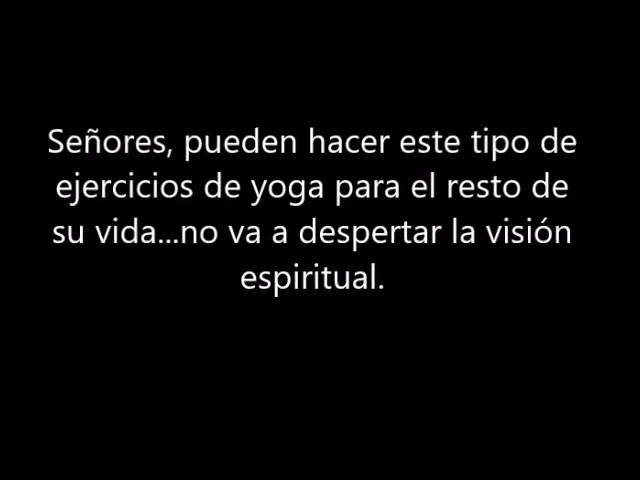 Señores, pueden hacer este tipo de
ejercicios de yoga para el resto de
su vida...no va a despertar la visión
espiritual.